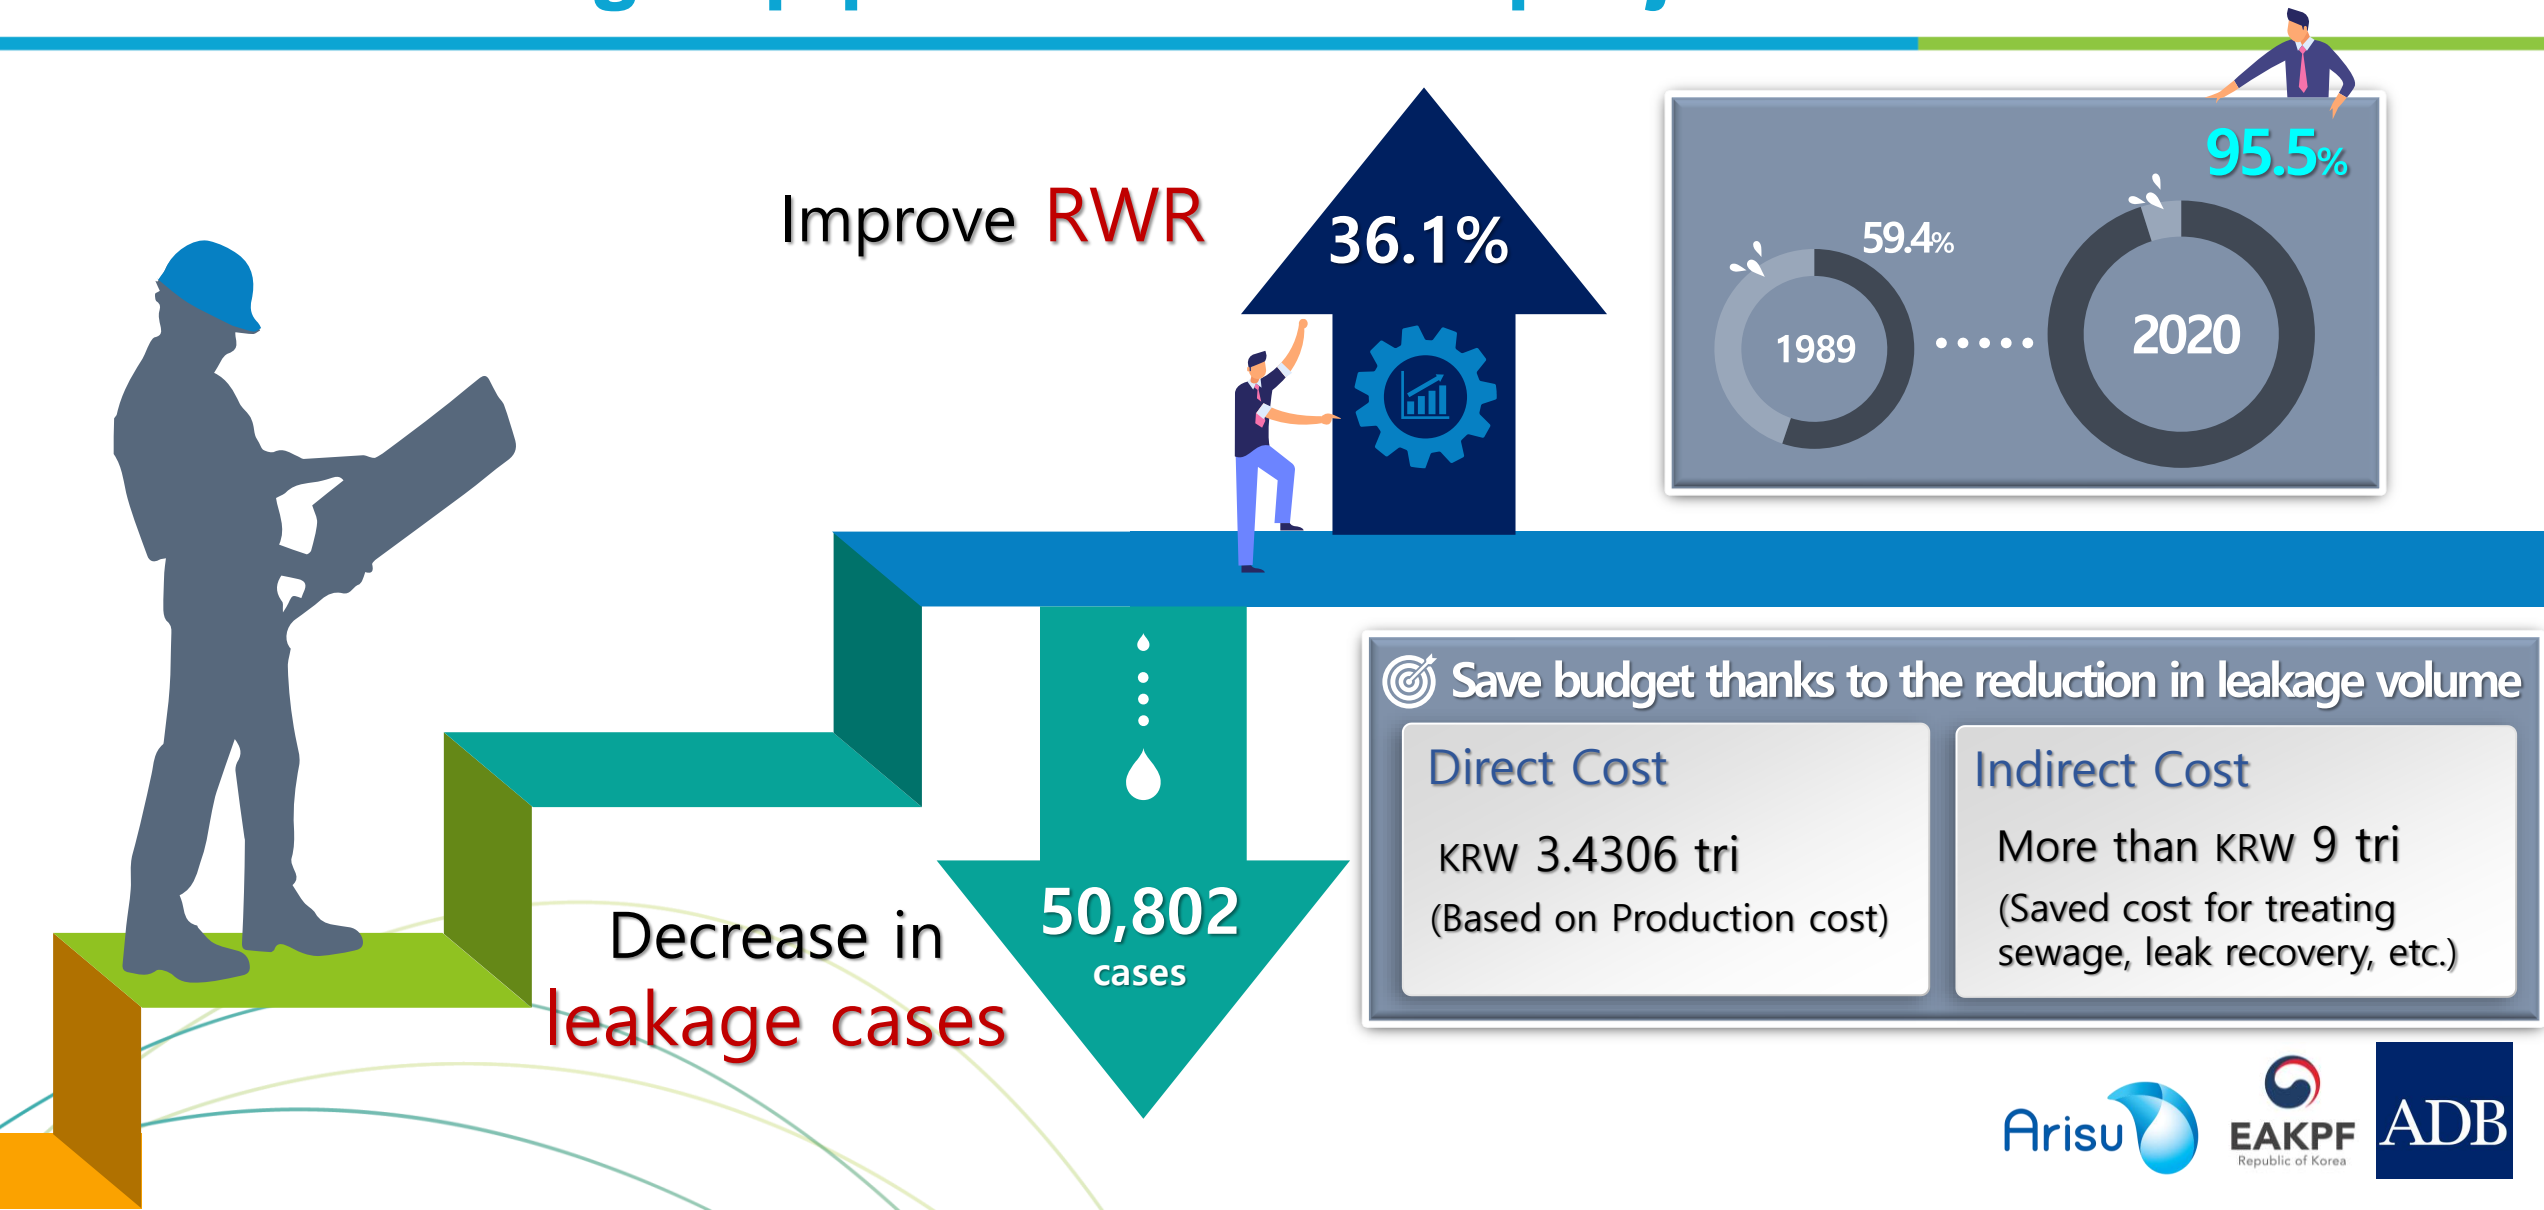 Improve RWR
36.1%
95.5%
59.4%
1989
2020
Save budget thanks to the reduction in leakage volume
Direct Cost
KRW 3.4306 tri
(Based on Production cost)
Indirect Cost
More than KRW 9 tri
(Saved cost for treating
sewage, leak recovery, etc.)
Decrease in
leakage cases
50,802
cases
Arisu
EAKPF
Republic of Korea
ADB